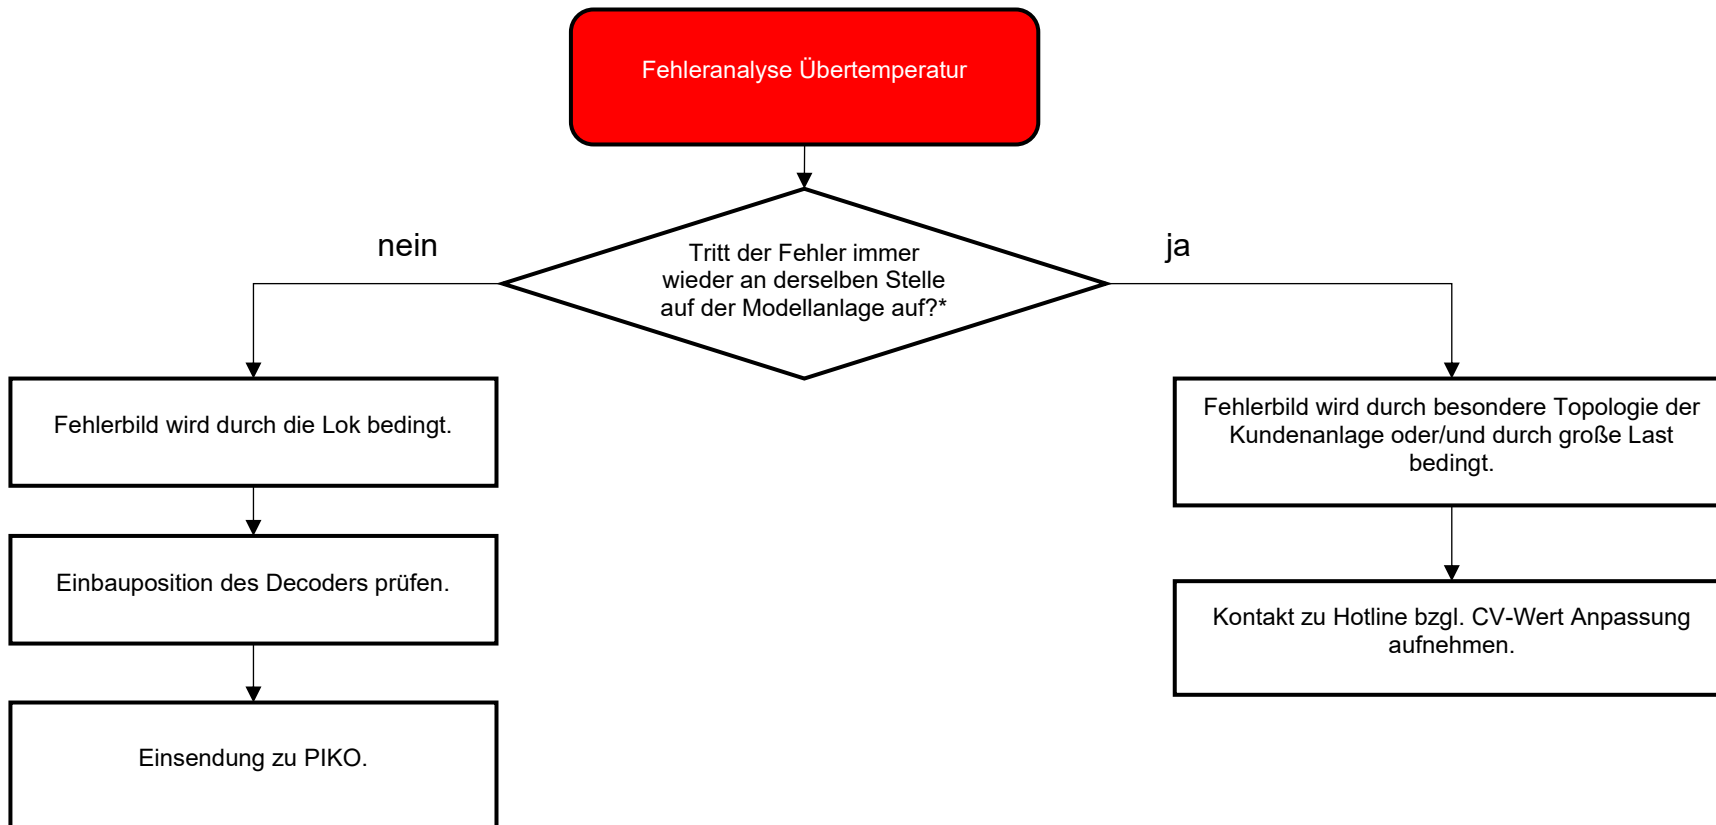 Fehleranalyse Übertemperatur
nein
Tritt der Fehler immer
wieder an derselben Stelle
auf der Modellanlage auf?*
ja
Fehlerbild wird durch die Lok bedingt.
Einbauposition des Decoders prüfen.
Einsendung zu PIKO.
Fehlerbild wird durch besondere Topologie der
Kundenanlage oder/und durch große Last
bedingt.
Kontakt zu Hotline bzgl. CV-Wert Anpassung
aufnehmen.